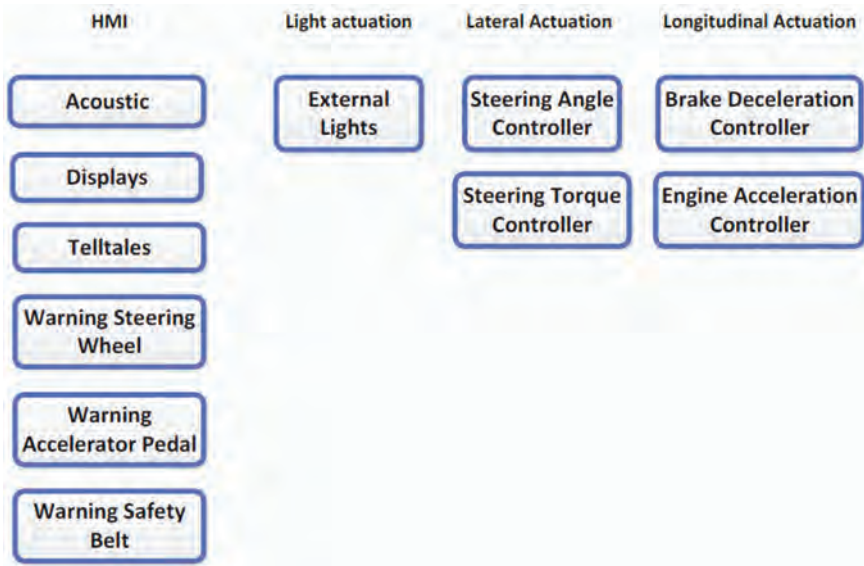 HMI
Light actuation
Lateral Actuation
Longitudinal Actuation
Acoustic
Displays
Telltales
Warning Steering
Wheel
Warning
Accelerator Pedal
Warning Safety
Belt
External
Lights
Steering Angle
Controller
Steering Torque
Controller
Brake Deceleration
Controller
Engine Acceleration
Controller